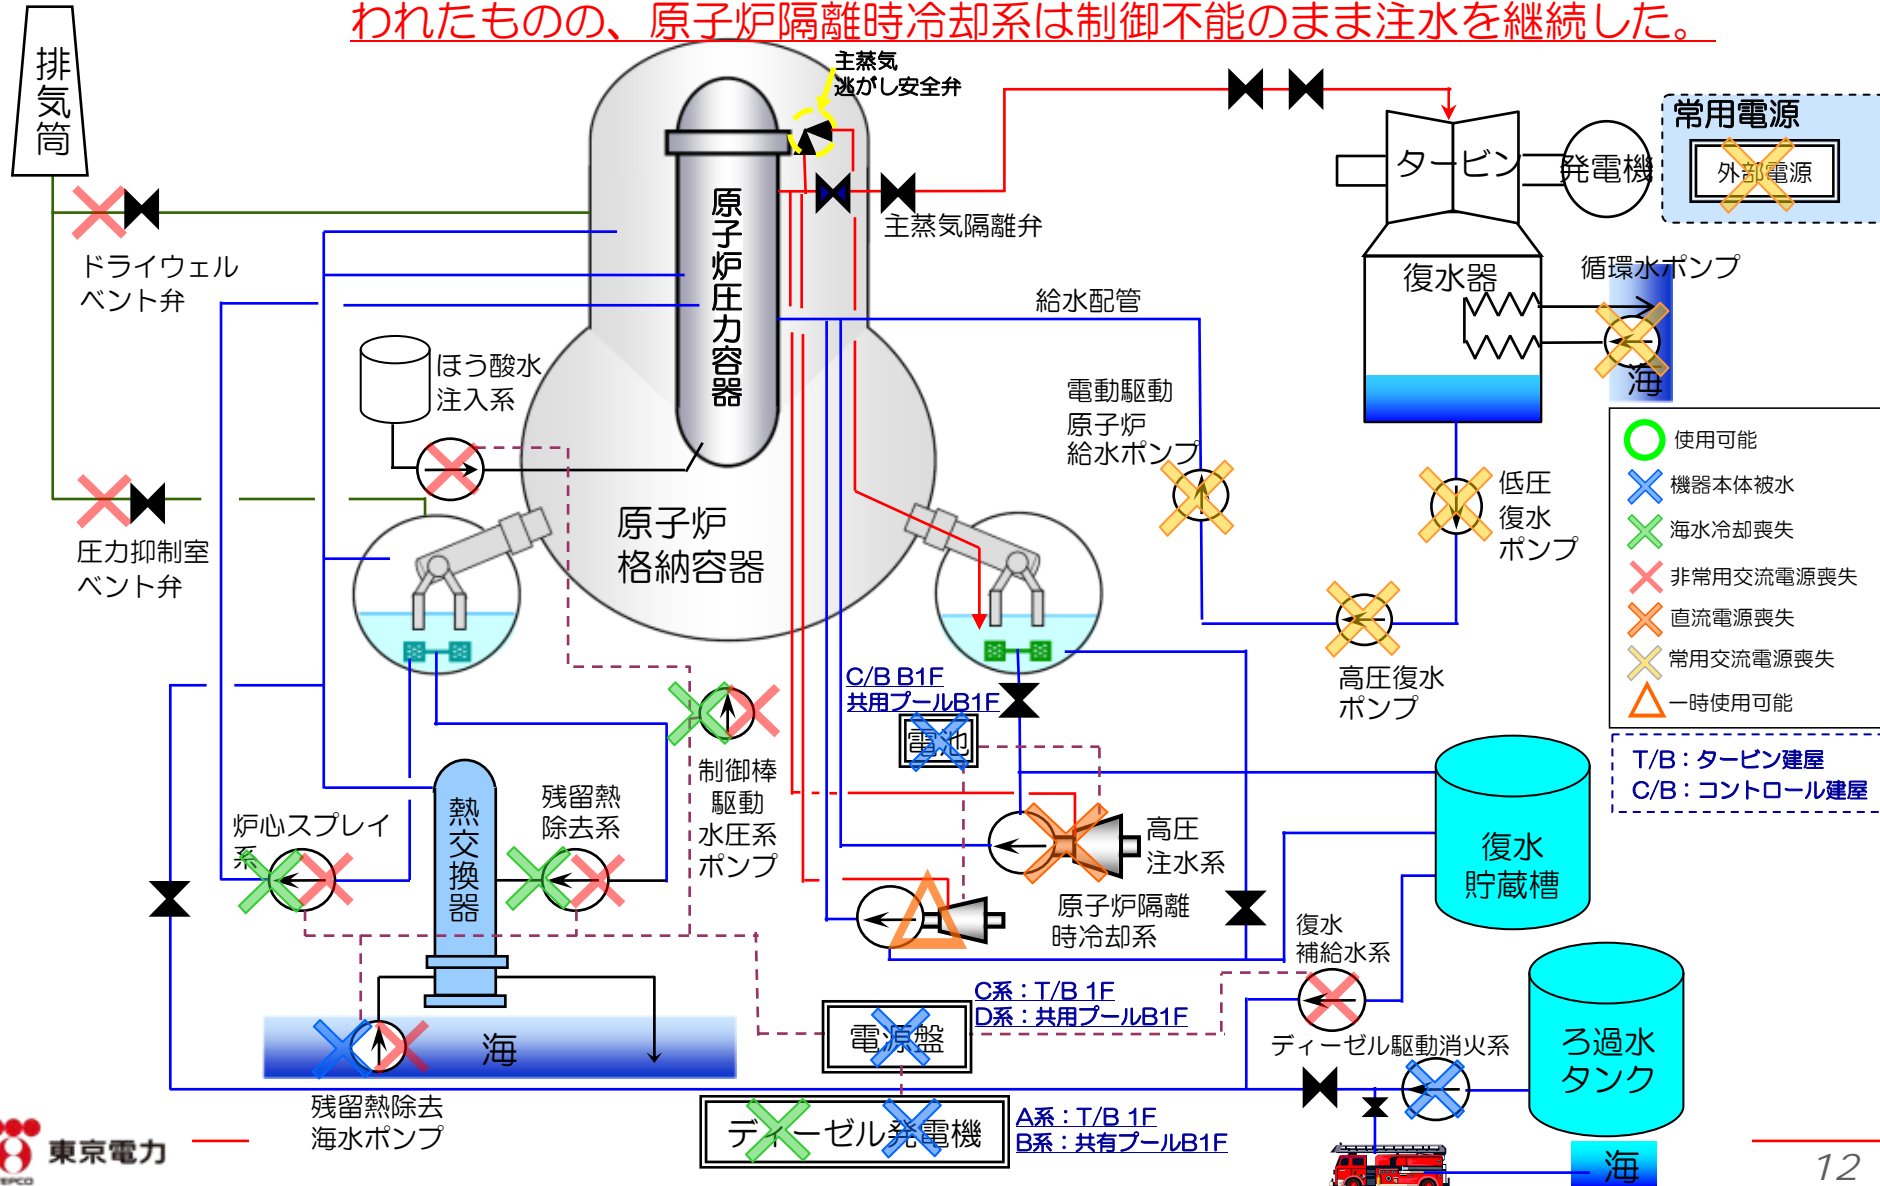 われたものの、原子炉隔離時冷却系は制御不能のまま注水を継続した。
排
気
筒
主蒸気
逃がし安全弁
常用電源
外部電源
タービン
発電機
ドライウェル
ベント弁
原子炉圧力容器
主蒸気隔離弁
復水器
循環水ポンプ
海
給水配管
ほう酸水
注入系
電動駆動
原子炉
給水ポンプ
低圧
復水
ポンプ
使用可能
機器本体被水
海水冷却喪失
非常用交流電源喪失
直流電源喪失
常用交流電源喪失
一時使用可能
圧力抑制室
ベント弁
原子炉
格納容器
高圧復水
ポンプ
C/B B1F
共用プールB1F
電池
T/B：タービン建屋
C/B：コントロール建屋
制御棒
駆動
水圧系
ポンプ
残留熱
除去系
炉心スプレイ
系
熱交換器
高圧
注水系
原子炉隔離
時冷却系
復水
貯蔵槽
復水
補給水系
C系：T/B 1F
D系：共用プールB1F
電源盤
海
ディーゼル駆動消火系
ろ過水
タンク
残留熱除去
海水ポンプ
ディーゼル発電機
A系：T/B 1F
B系：共有プールB1F
海
東京電力
TEPCO
12